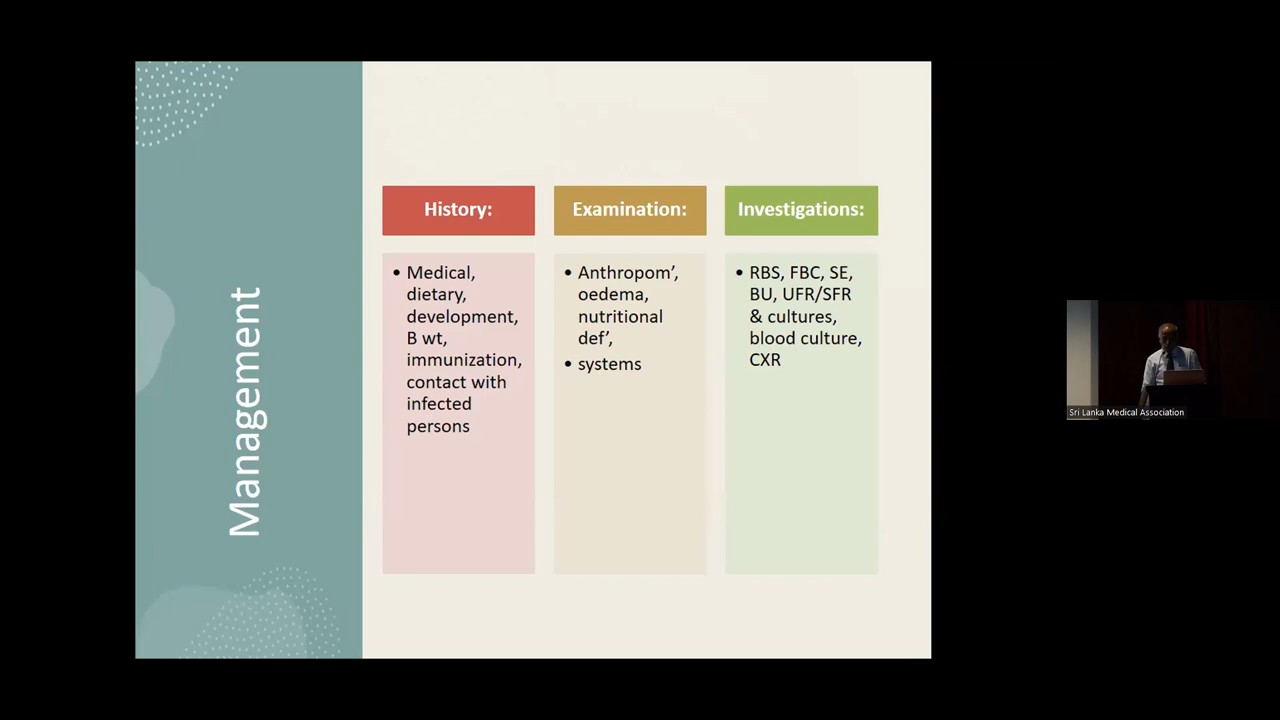 Management
History:
• Medical,
dietary,
development,
B wt,
immunization,
contact with
infected
persons
Examination:
• Anthropom’,
oedema,
nutritional
def’,
• systems
Investigations:
• RBS, FBC, SE,
BU, UFR/SFR
& cultures,
blood culture,
CXR
Sri Lanka Medical Association